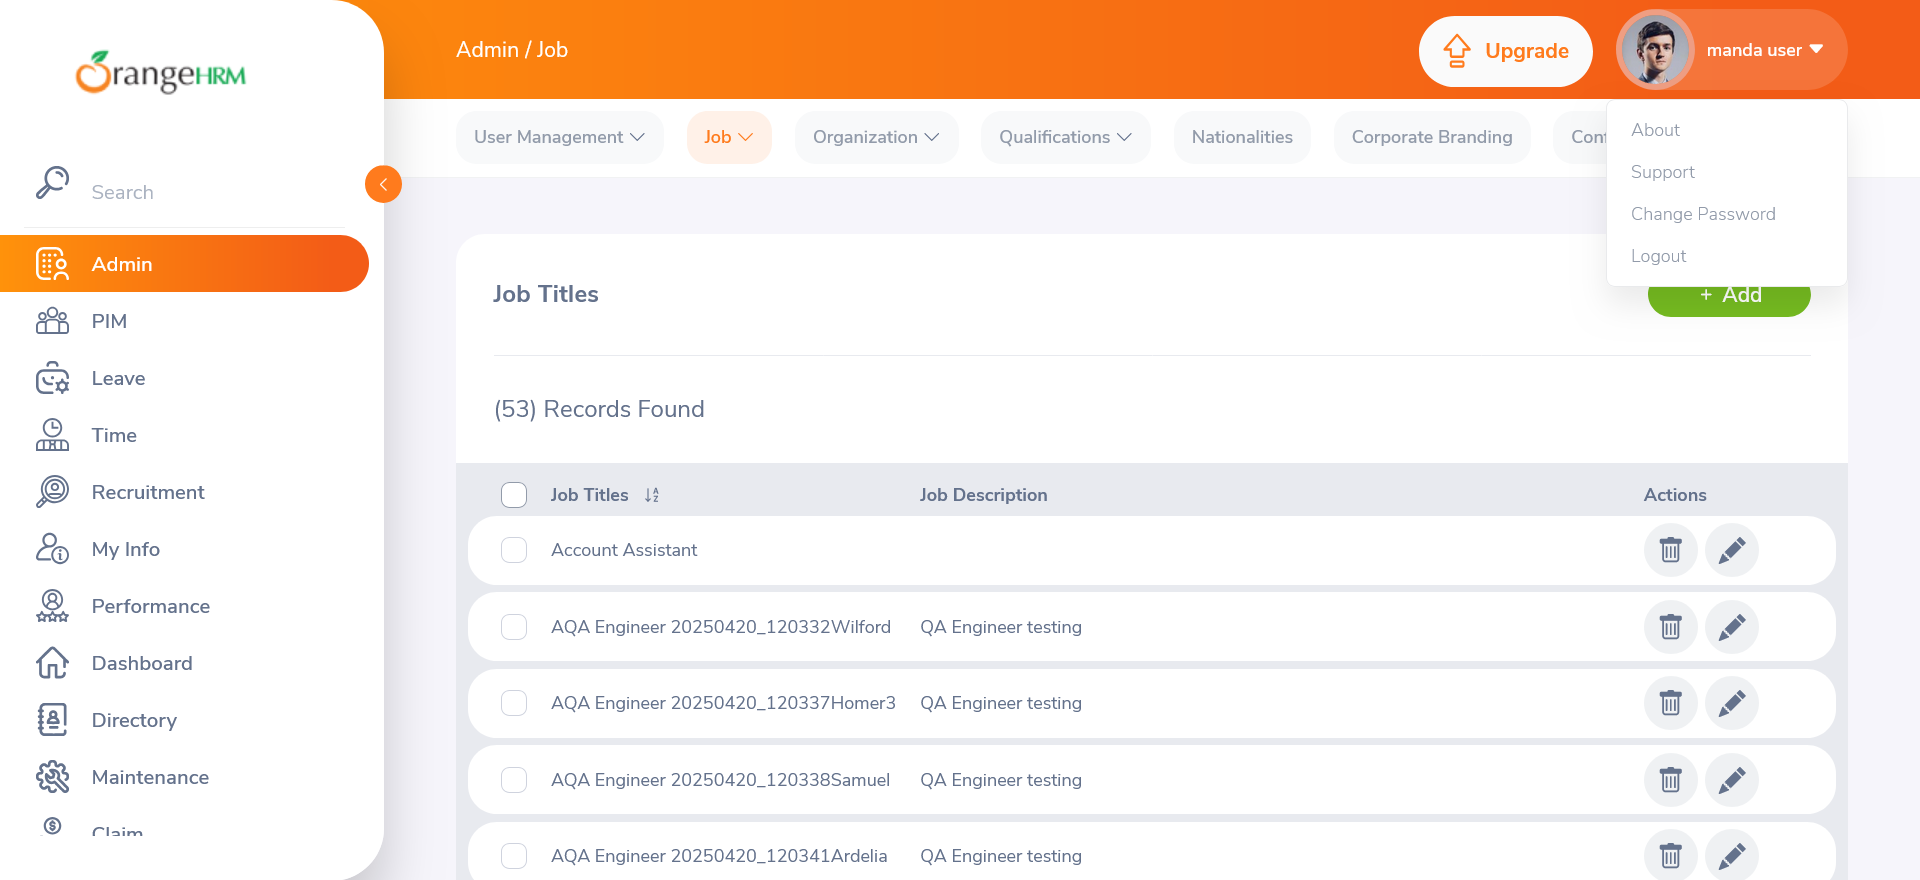 OrangeHRM
Admin / Job
Upgrade
manda user
About
Support
Change Password
Logout
User Management
Job
Organization
Qualifications
Nationalities
Corporate Branding
Search
Admin
PIM
Leave
Time
Recruitment
My Info
Performance
Dashboard
Directory
Maintenance
Claim
Job Titles
+ Add
(53) Records Found
Job Titles Job Description Actions
Account Assistant
AQA Engineer 20250420_120332Wilford QA Engineer testing
AQA Engineer 20250420_120337Homer3 QA Engineer testing
AQA Engineer 20250420_120338Samuel QA Engineer testing
AQA Engineer 20250420_120341Ardelia QA Engineer testing